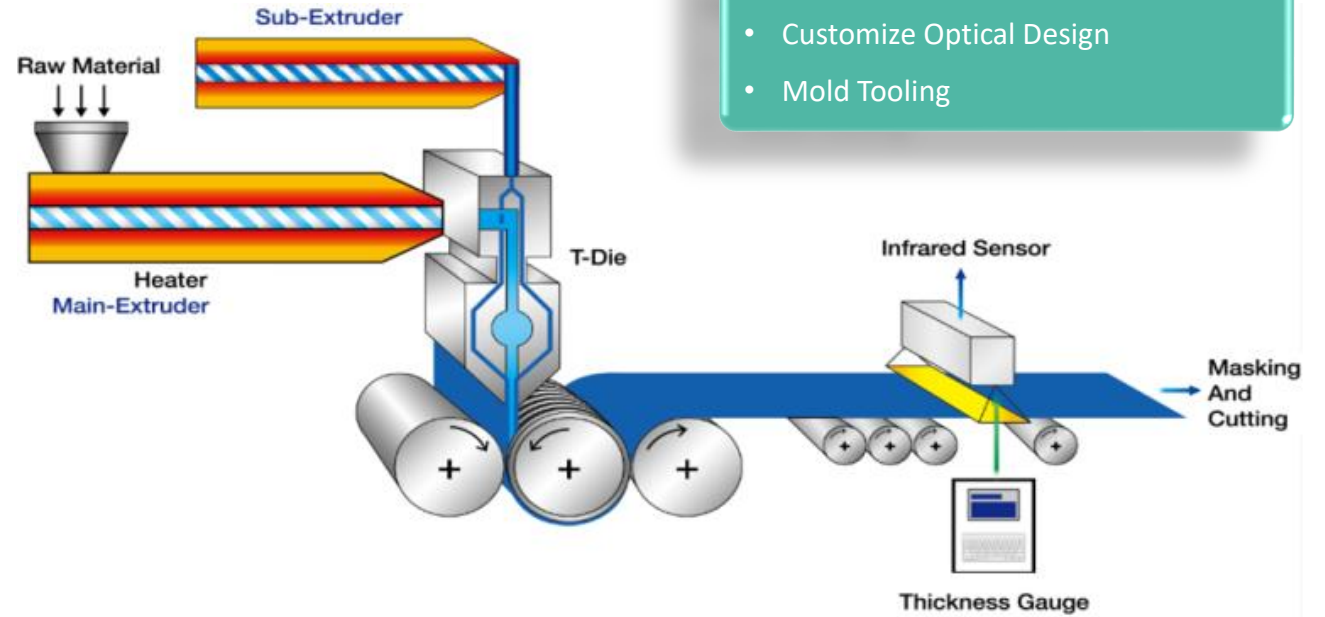 Sub-Extruder
• Customize Optical Design
Raw Material
• Mold Tooling
T-Die
Infrared Sensor
Heater
Main-Extruder
Masking
And
Cutting
+ + + + + + +
Thickness Gauge